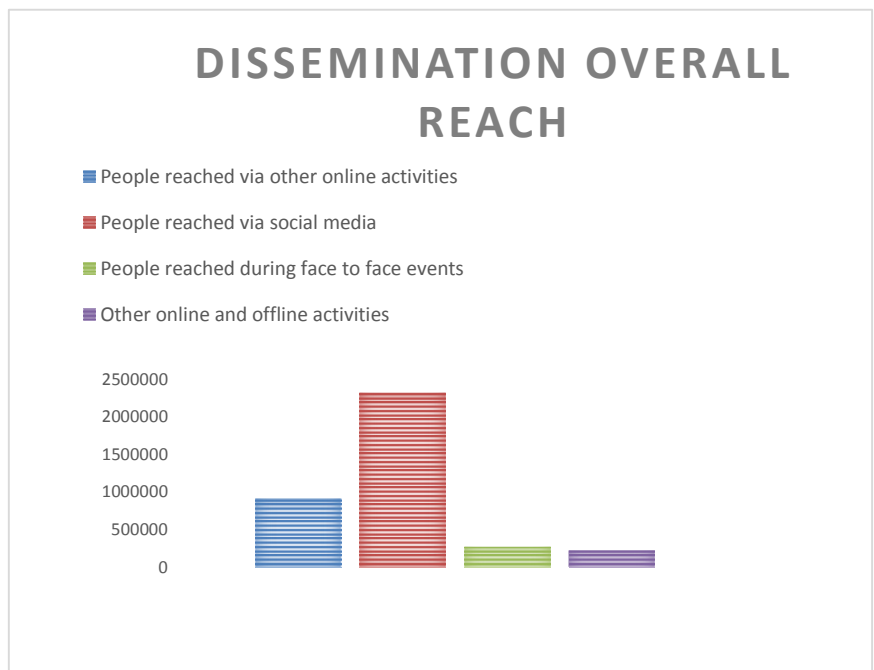 DISSEMINATION OVERALL
REACH
People reached via other online activities
People reached via social media
People reached during face to face events
Other online and offline activities
2500000
2000000
1500000
1000000
500000
0